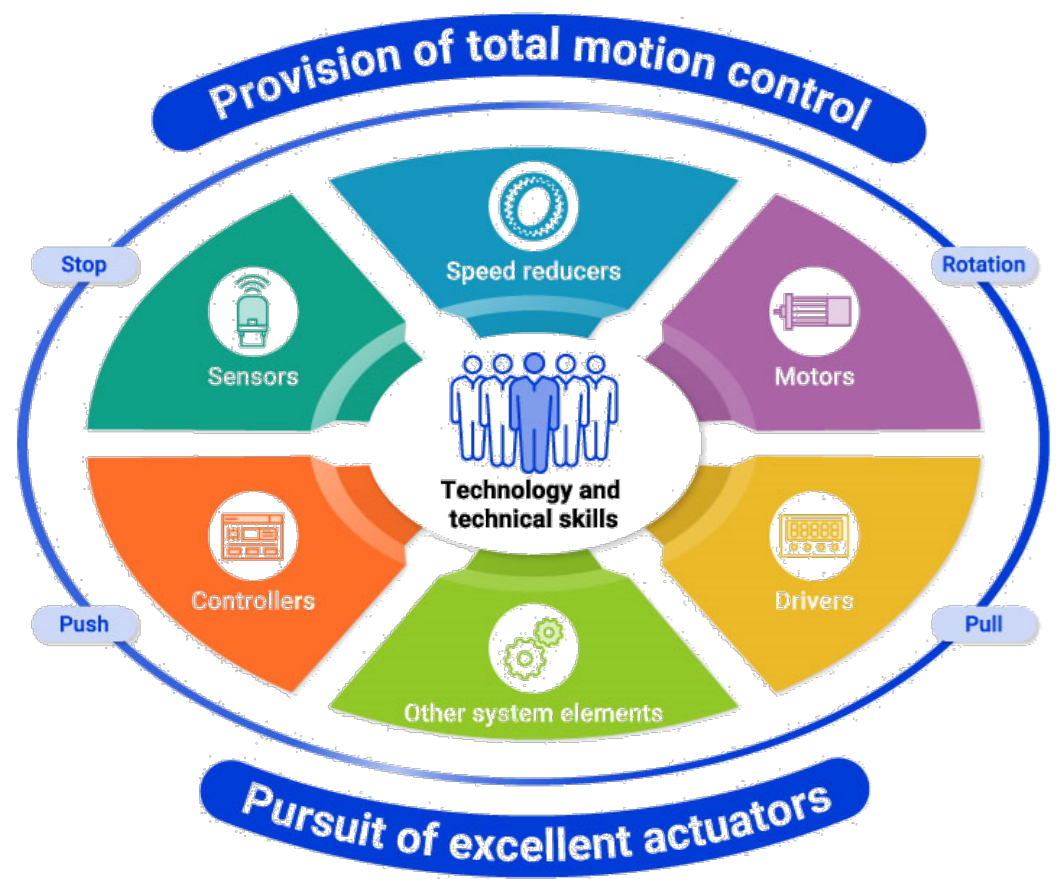 Provision of total motion control
Stop
Rotation
Speed reducers
Sensors
Motors
Technology and
technical skills
Controllers
Drivers
Push
Pull
Other system elements
Pursuit of excellent actuators